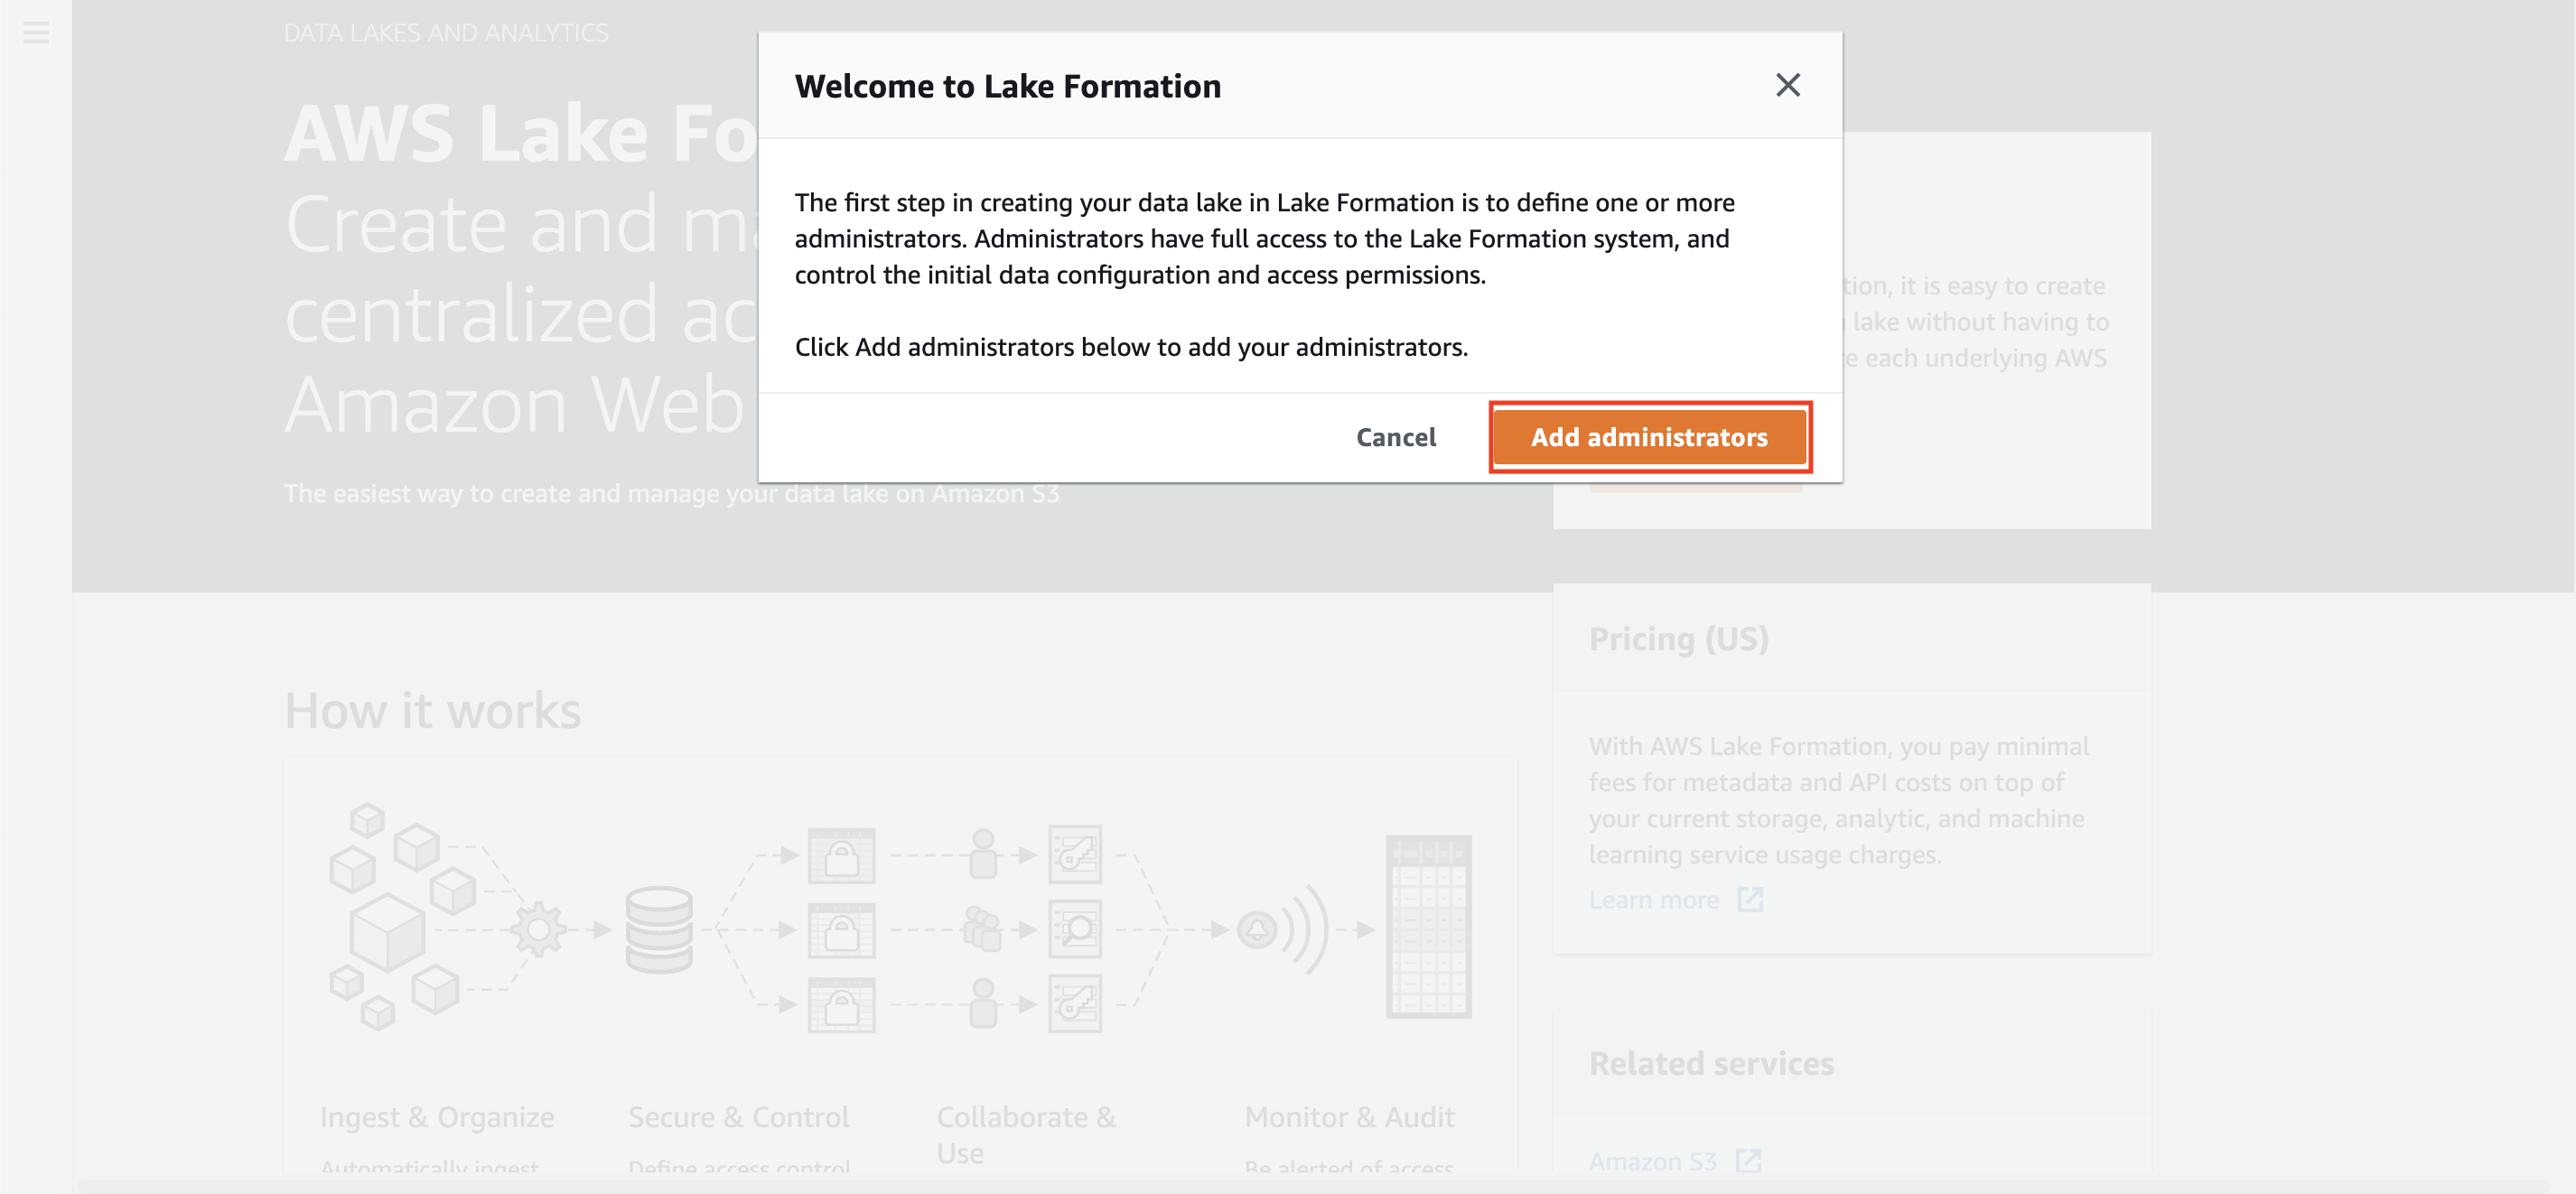 DATA LAKES AND ANALYTICS
AWS Lake Fo
Create and ma
centralized ac
Amazon Web
The easiest way to create and manage your data lake on Amazon S3
Welcome to Lake Formation
The first step in creating your data lake in Lake Formation is to define one or more
administrators. Administrators have full access to the Lake Formation system, and
control the initial data configuration and access permissions.
Click Add administrators below to add your administrators.
Cancel
Add administrators
tion, it is easy to create
lake without having to
e each underlying AWS
How it works
Ingest & Organize
Automatically ingest
Secure & Control
Define access control
Collaborate &
Use
Monitor & Audit
Be alerted of access
Pricing (US)
With AWS Lake Formation, you pay minimal
fees for metadata and API costs on top of
your current storage, analytic, and machine
learning service usage charges.
Learn more
Related services
Amazon S3